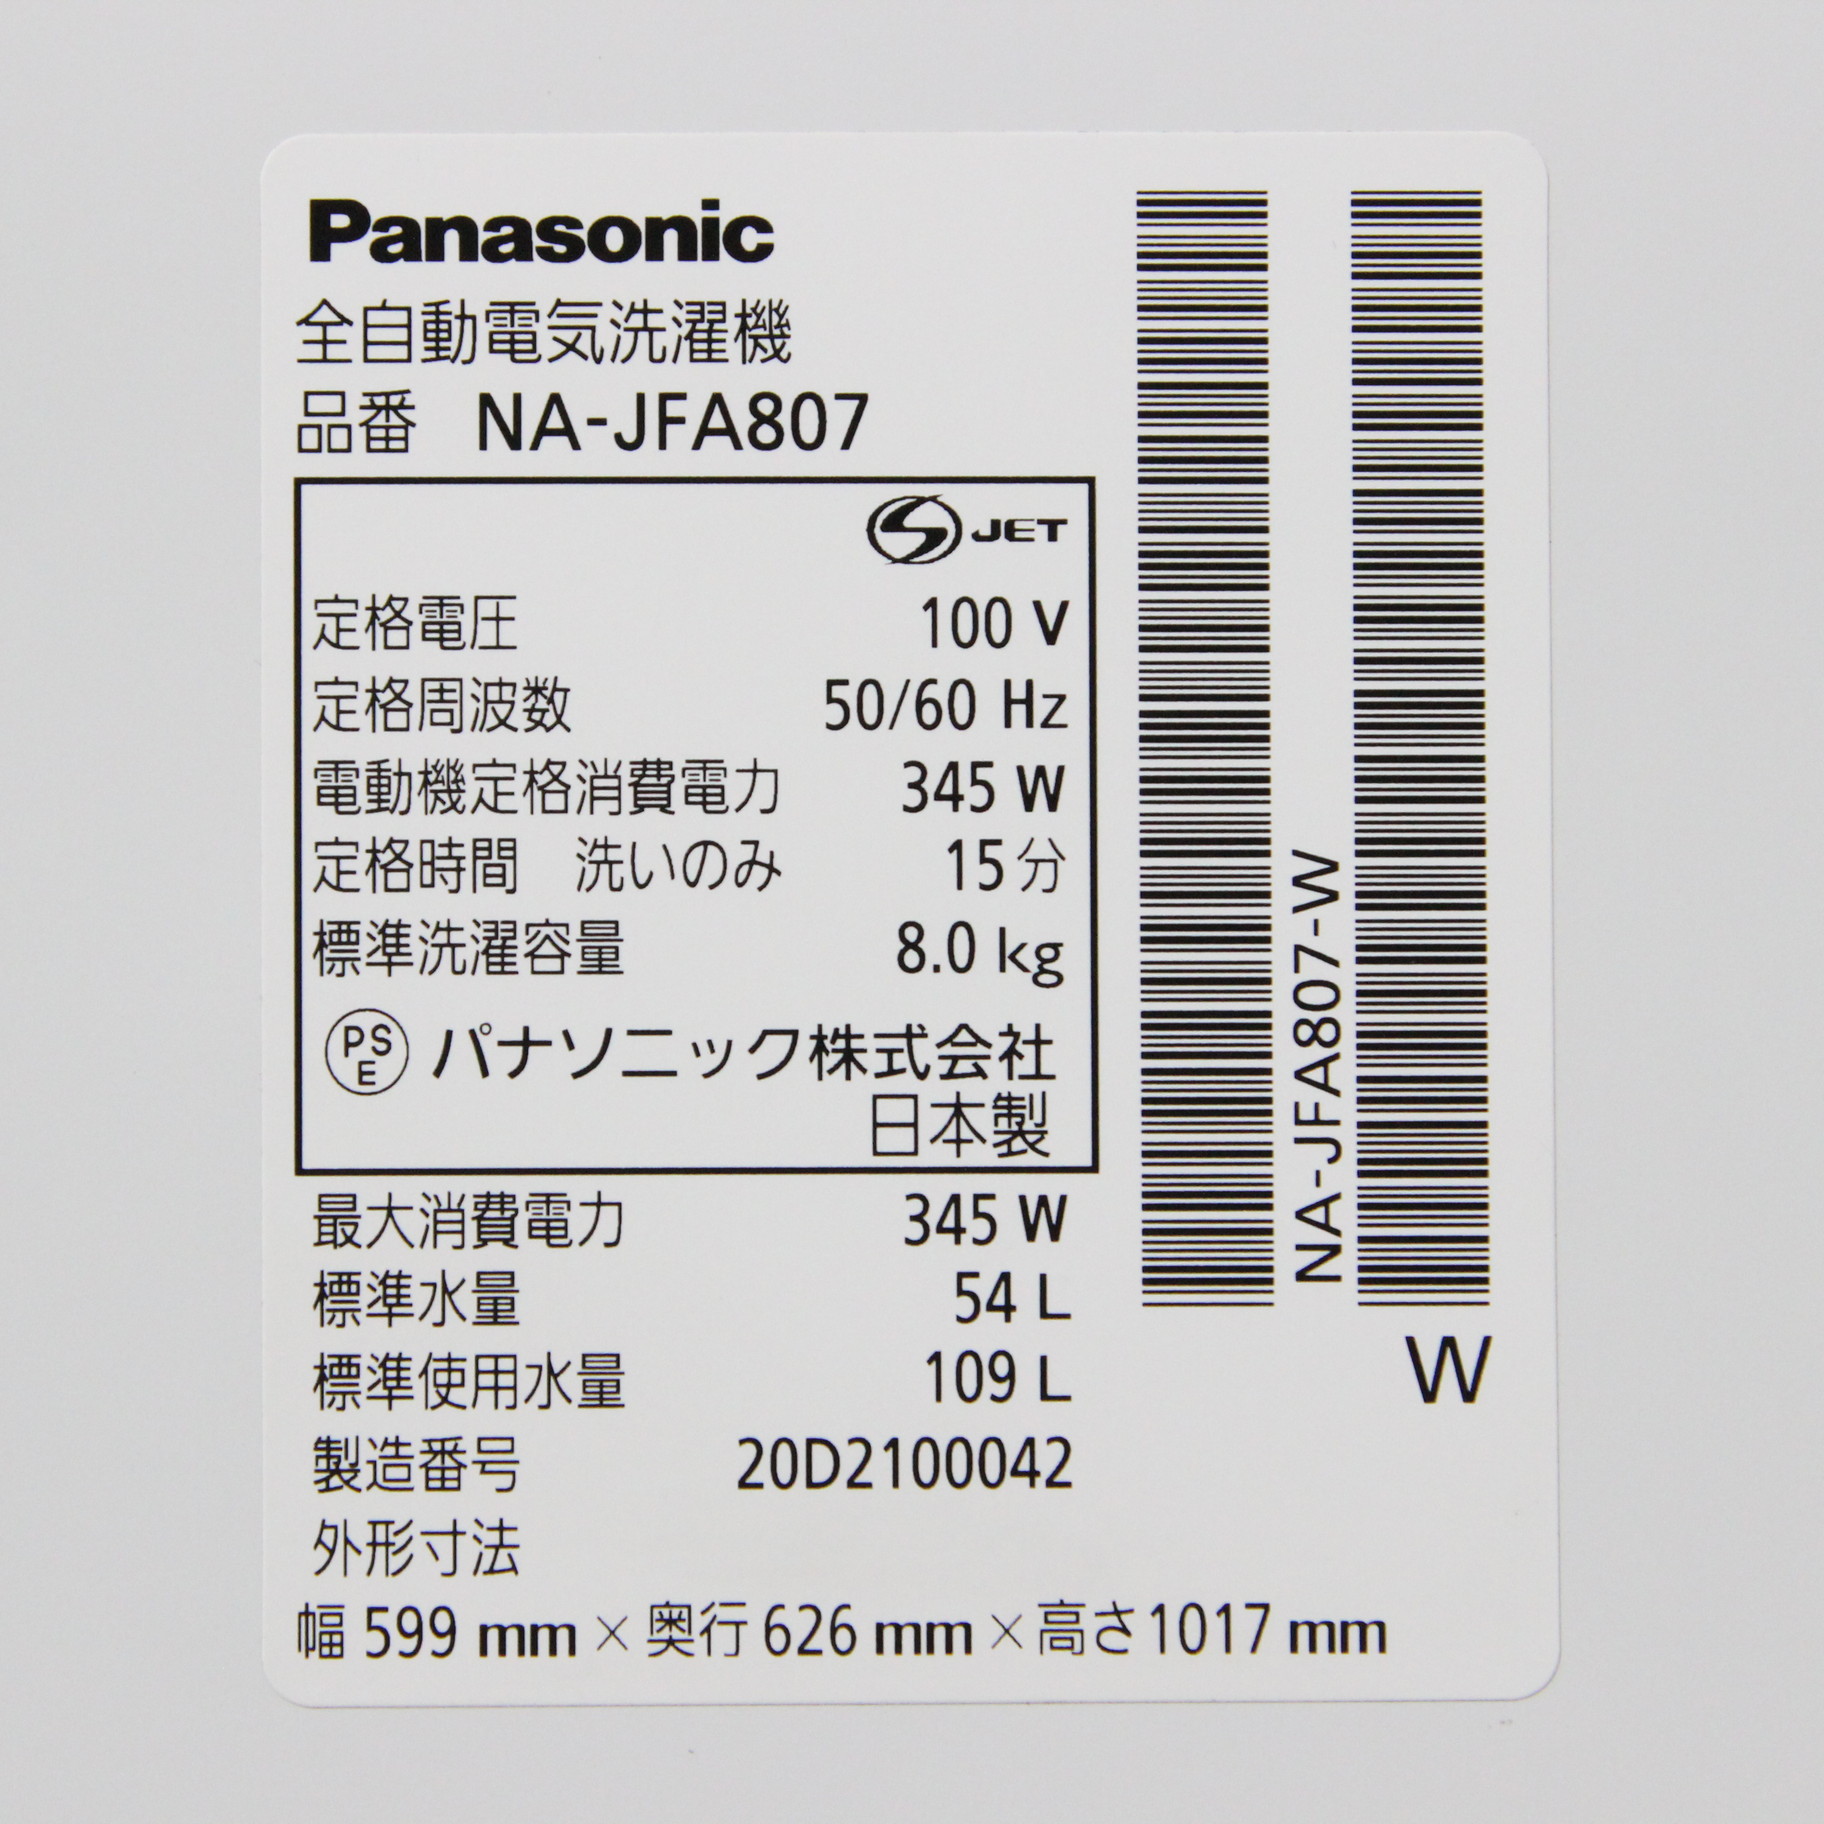 Panasonic
全自動電気洗濯機
品番 NA-JFA807
JET
定格電圧 100 V
定格周波数 50/60 Hz
電動機定格消費電力 345 W
定格時間 洗いのみ 15分
標準洗濯容量 8.0 kg
PSE パナソニック株式会社
日本製
最大消費電力 345 W
標準水量 54 L
標準使用水量 109 L
製造番号 20D2100042
外形寸法
幅 599 mm×奥行 626 mm×高さ1017 mm
NA-JFA807-W
W